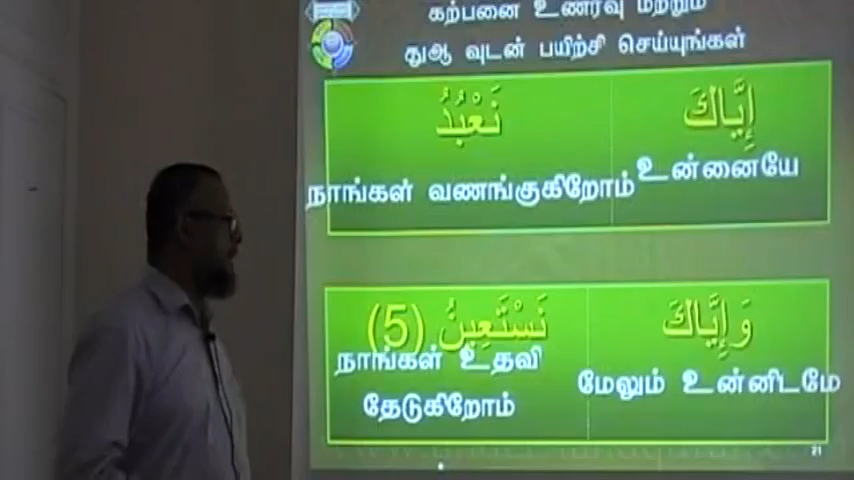 கற்பனை உணர்வு மற்றும்
துஆ வுடன் பயிற்சி செய்யுங்கள்
إِيَّاكَ نَعْبُدُ
உன்னையே நாங்கள் வணங்குகிறோம்
وَإِيَّاكَ نَسْتَعِينُ (5)
மேலும் உன்னிடமே நாங்கள் உதவி
தேடுகிறோம்
21